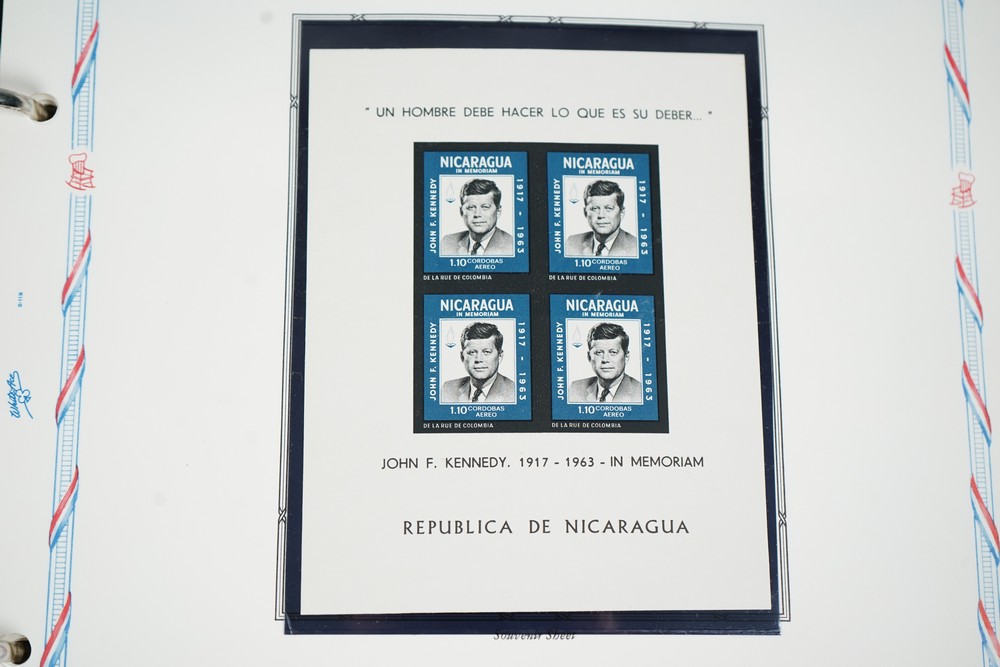 " UN HOMBRE DEBE HACER LO QUE ES SU DEBER... "
NICARAGUA
IN MEMORIAM
JOHN F. KENNEDY
1917 - 1963
1.10 CORDOBAS
AEREO
DE LA RUE DE COLOMBIA
NICARAGUA
IN MEMORIAM
JOHN F. KENNEDY
1917 - 1963
1.10 CORDOBAS
AEREO
DE LA RUE DE COLOMBIA
NICARAGUA
IN MEMORIAM
JOHN F. KENNEDY
1917 - 1963
1.10 CORDOBAS
AEREO
DE LA RUE DE COLOMBIA
NICARAGUA
IN MEMORIAM
JOHN F. KENNEDY
1917 - 1963
1.10 CORDOBAS
AEREO
DE LA RUE DE COLOMBIA
JOHN F. KENNEDY. 1917 - 1963 - IN MEMORIAM
REPUBLICA DE NICARAGUA
Souvenir Sheet